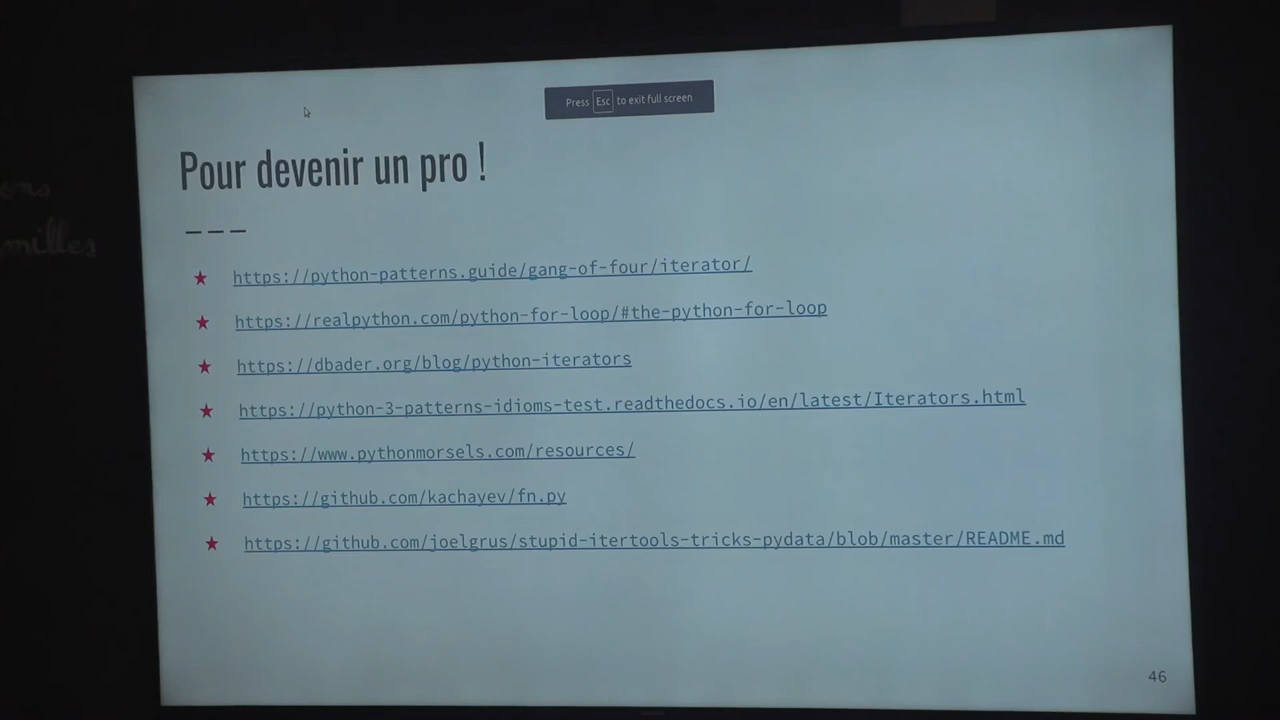 Press Esc to exit full screen
Pour devenir un pro !
https://python-patterns.guide/gang-of-four/iterator/
https://realpython.com/python-for-loop/#the-python-for-loop
https://dbader.org/blog/python-iterators
https://python-3-patterns-idioms-test.readthedocs.io/en/latest/Iterators.html
https://www.pythonmorsels.com/resources/
https://github.com/kachayev/fn.py
https://github.com/joelgrus/stupid-itertools-tricks-pydata/blob/master/README.md
46